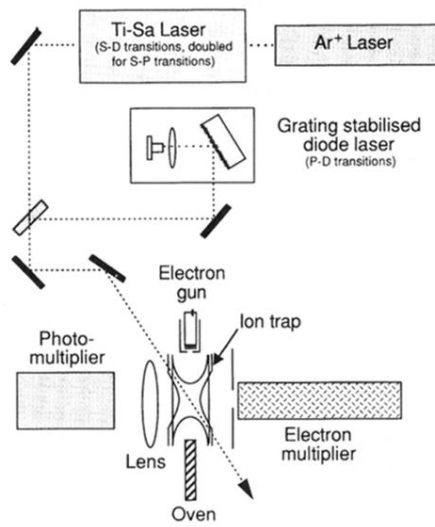 Ti-Sa Laser
(S-D transitions, doubled
for S-P transitions)
Ar⁺ Laser
Grating stabilised
diode laser
(P-D transitions)
Electron
gun
Ion trap
Photo-
multiplier
Lens
Electron
multiplier
Oven